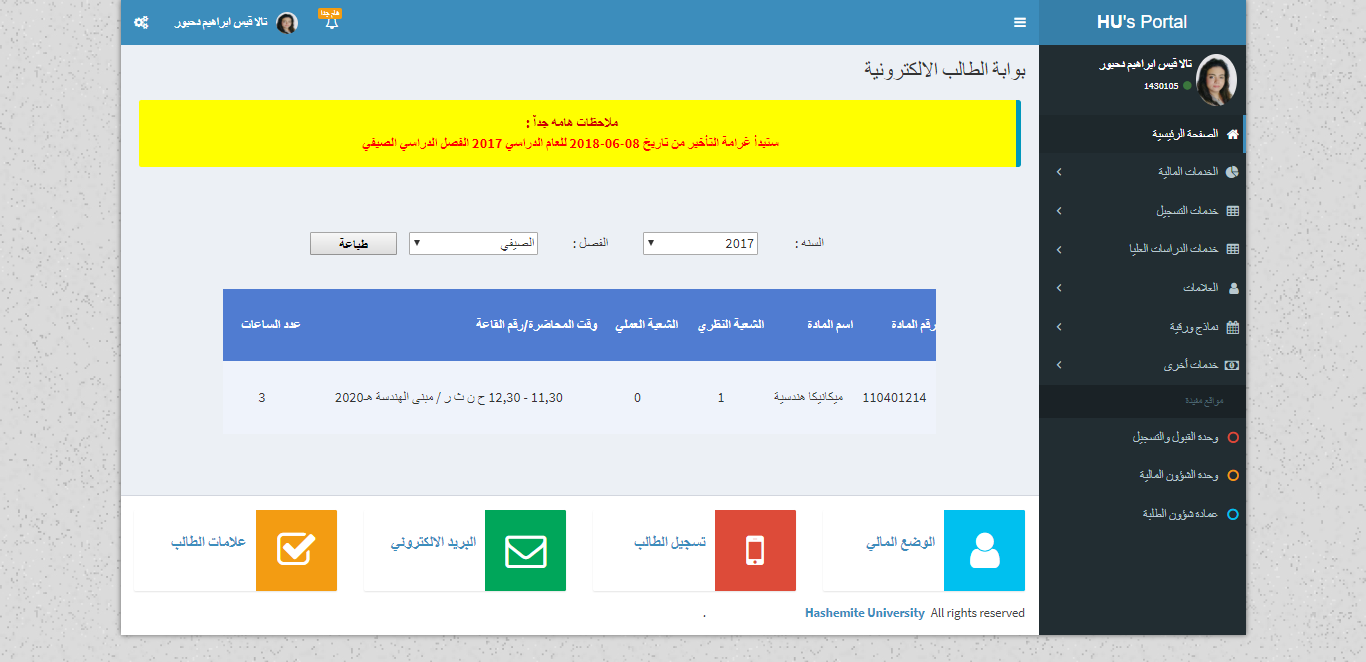 HU's Portal
هام جدا
تالا قيس ابراهيم دحبور
تالا قيس ابراهيم دحبور
1430105
الصفحة الرئيسية
الخدمات المالية
خدمات التسجيل
خدمات الدراسات العليا
العلامات
نماذج ورقية
خدمات أخرى
مواقع مفيدة
وحدة القبول والتسجيل
وحدة الشؤون المالية
عمادة شؤون الطلبة
بوابة الطالب الالكترونية
ملاحظات هامه جداً :
ستبدأ غرامة التأخير من تاريخ 08-06-2018 للعام الدراسي 2017 الفصل الدراسي الصيفي
السنه : 2017 الفصل : الصيفي طباعة
رقم المادة اسم المادة الشعبة النظري الشعبة العملي وقت المحاضرة/رقم القاعة عدد الساعات
110401214 ميكانيكا هندسية 1 0 11,30 - 12,30 ح ن ث ر / مبنى الهندسة هـ2020 3
الوضع المالي تسجيل الطالب البريد الالكتروني علامات الطالب
Hashemite University All rights reserved .